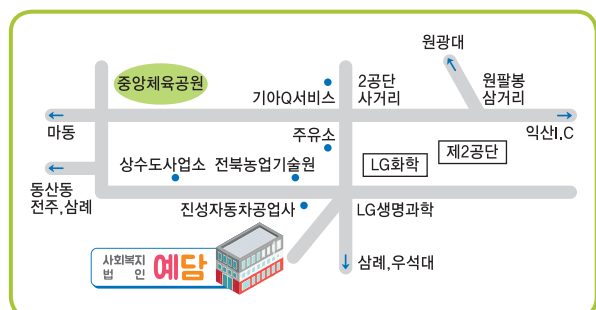 원광대
중앙체육공원
기아Q서비스
2공단
사거리
원팔봉
삼거리
마동
주유소
익산I.C
상수도사업소
전북농업기술원
LG화학
제2공단
동산동
전주,삼례
진성자동차공업사
LG생명과학
사회복지
법 인
예담
삼례,우석대